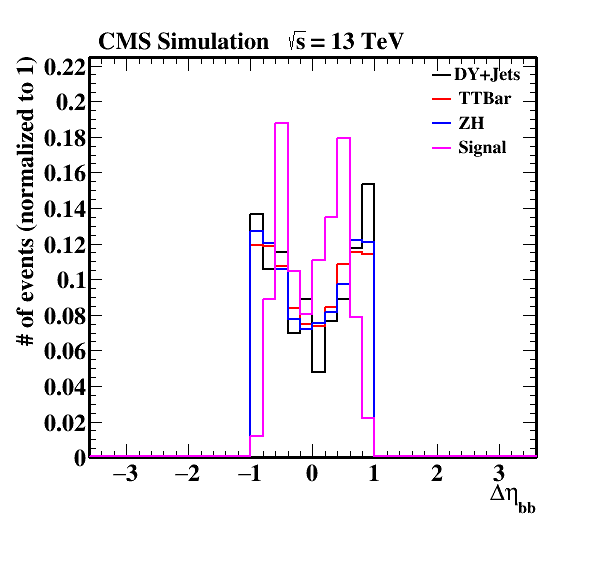 CMS Simulation √s = 13 TeV
# of events (normalized to 1)
0.22
0.2
0.18
0.16
0.14
0.12
0.1
0.08
0.06
0.04
0.02
0
DY+Jets
TTBar
ZH
Signal
−3 −2 −1 0 1 2 3
Δη_bb